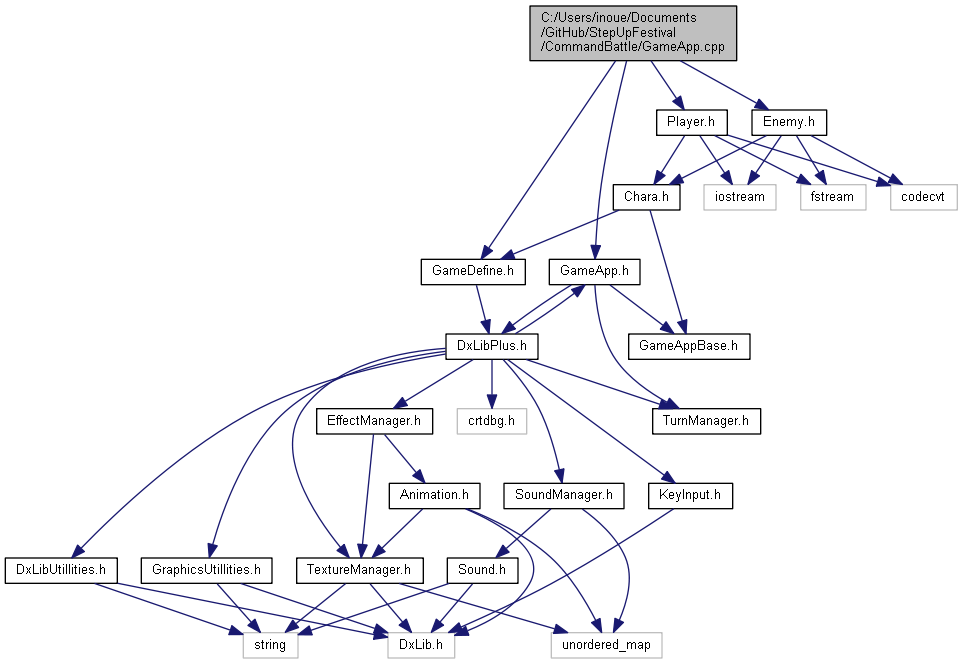 C:/Users/inoue/Documents
/GitHub/StepUpFestival
/CommandBattle/GameApp.cpp
Player.h
Enemy.h
Chara.h
iostream
fstream
codecvt
GameDefine.h
GameApp.h
DxLibPlus.h
GameAppBase.h
EffectManager.h
crtdbg.h
TurnManager.h
Animation.h
SoundManager.h
KeyInput.h
DxLibUtillities.h
GraphicsUtillities.h
TextureManager.h
Sound.h
string
DxLib.h
unordered_map